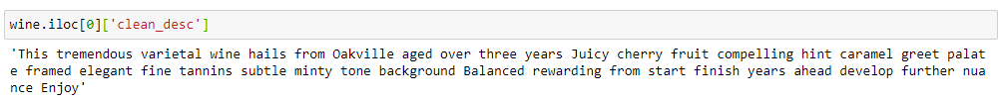 wine.iloc[0]['clean_desc']
'This tremendous varietal wine hails from Oakville aged over three years Juicy cherry fruit compelling hint caramel greet palat
e framed elegant fine tannins subtle minty tone background Balanced rewarding from start finish years ahead develop further nua
nce Enjoy'